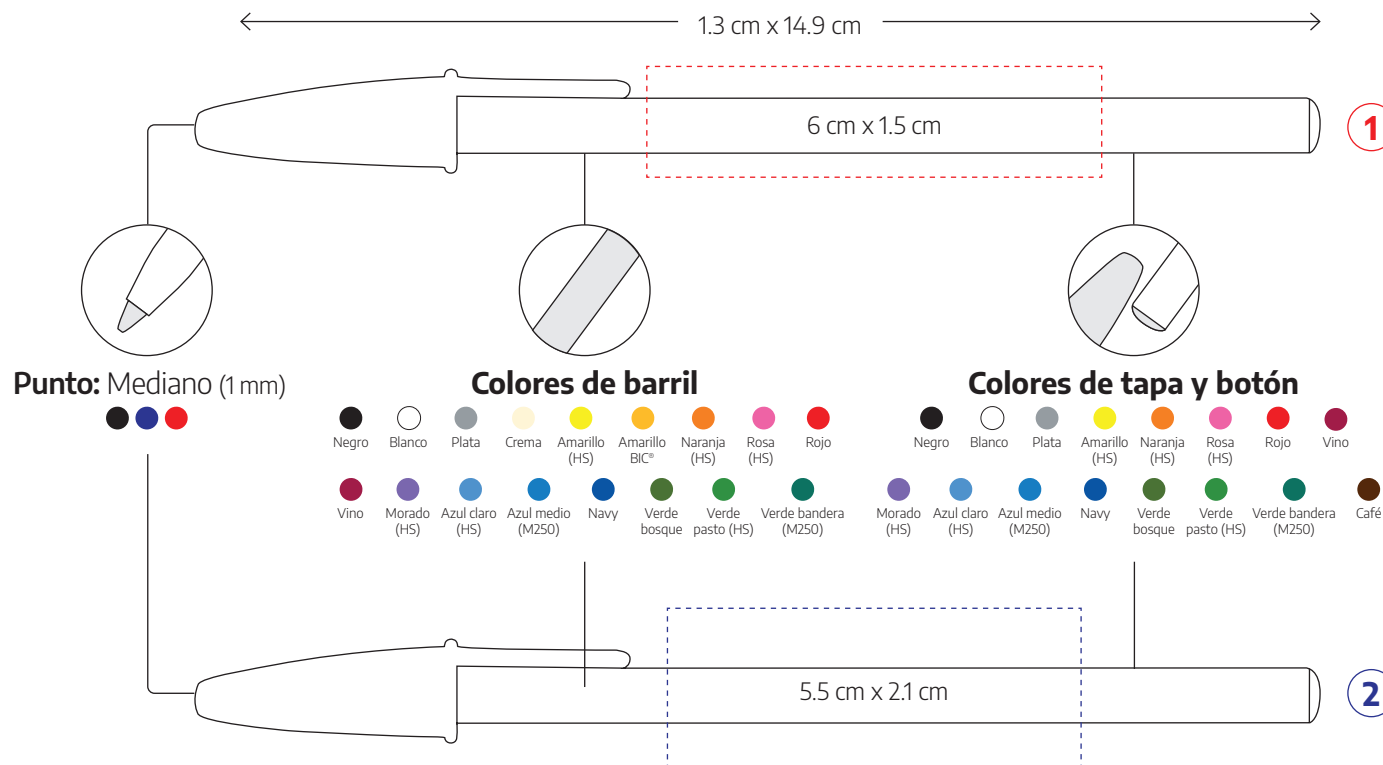 1.3 cm x 14.9 cm
6 cm x 1.5 cm
1
Punto: Mediano (1 mm)
Colores de barril
Negro
Blanco
Plata
Crema
Amarillo
(HS)
Amarillo
BIC®
Naranja
(HS)
Rosa
(HS)
Rojo
Vino
Morado
(HS)
Azul claro
(HS)
Azul medio
(M250)
Navy
Verde
bosque
Verde
pasto (HS)
Verde bandera
(M250)
Colores de tapa y botón
Negro
Blanco
Plata
Amarillo
(HS)
Naranja
(HS)
Rosa
(HS)
Rojo
Vino
Morado
(HS)
Azul claro
(HS)
Azul medio
(M250)
Navy
Verde
bosque
Verde
pasto (HS)
Verde bandera
(M250)
Café
5.5 cm x 2.1 cm
2